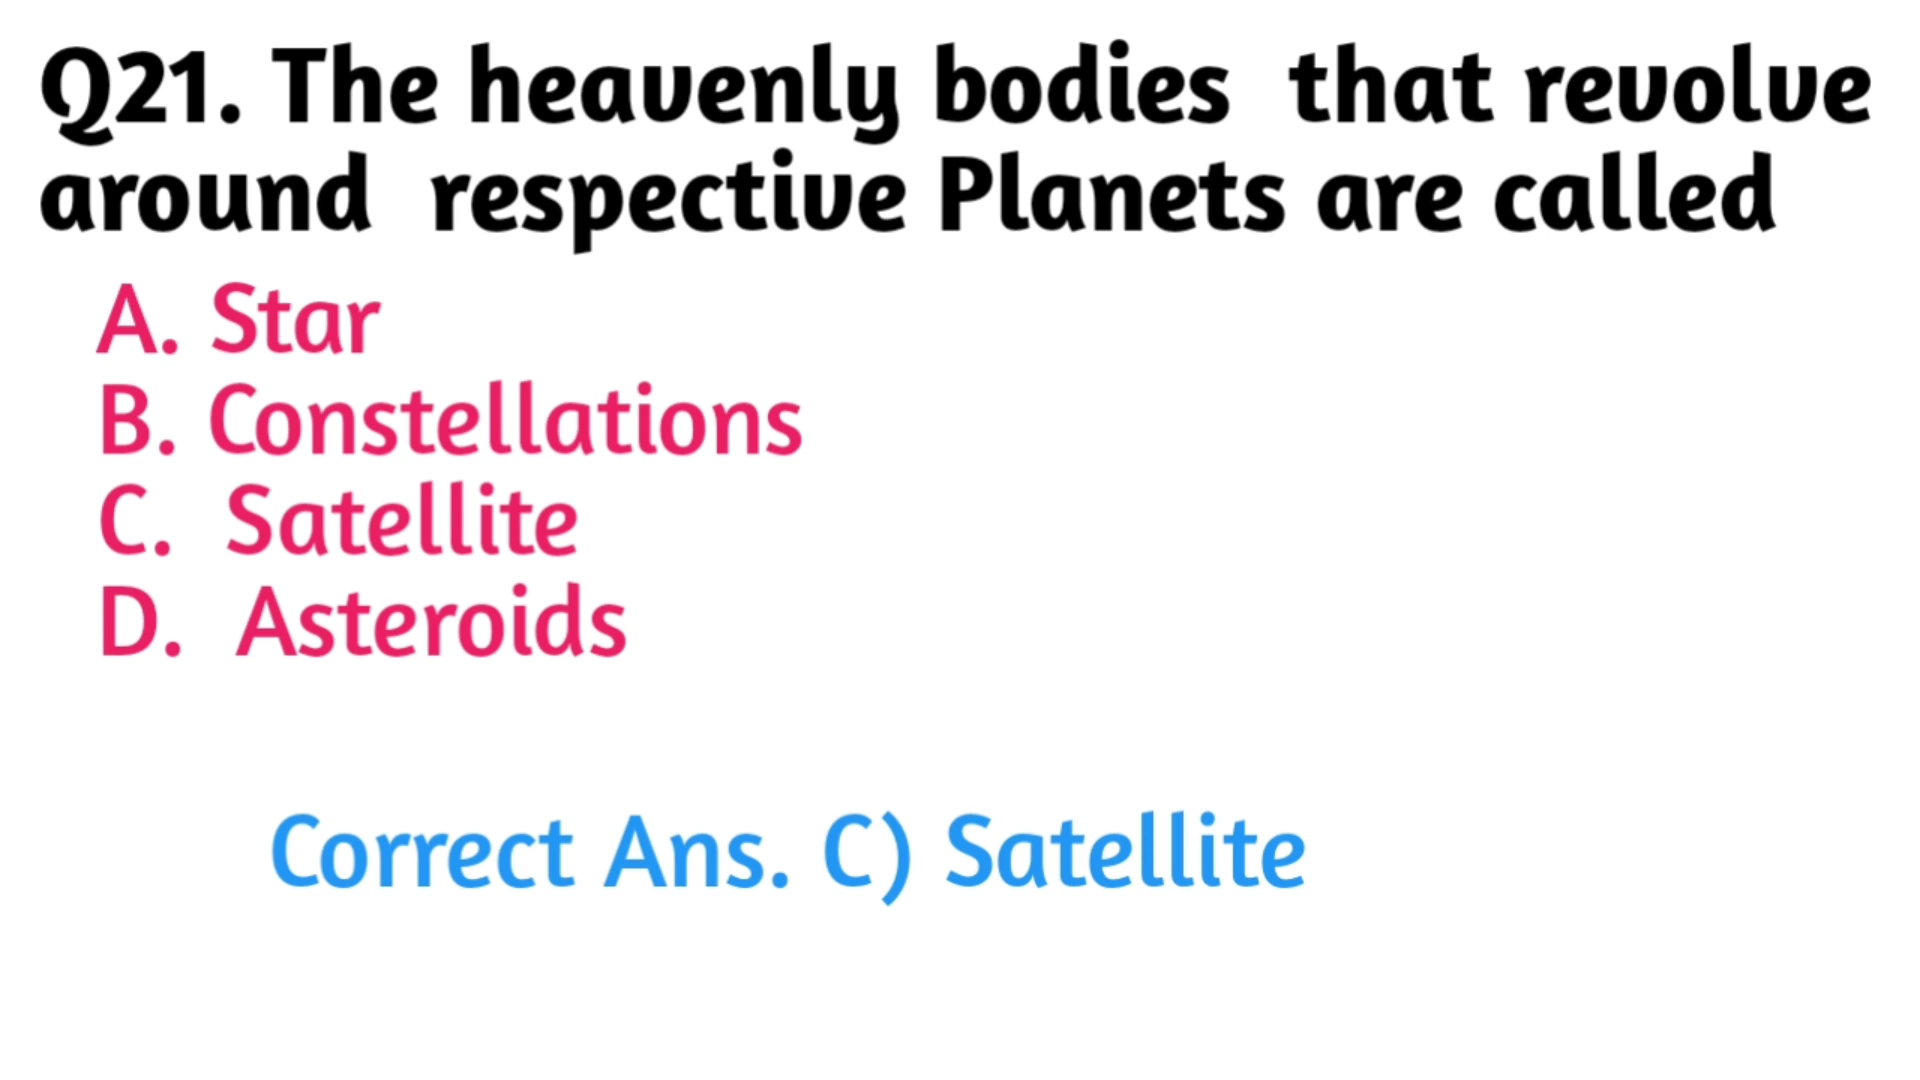 Q21. The heavenly bodies  that revolve
around  respective Planets are called
A. Star
B. Constellations
C.  Satellite
D.  Asteroids
Correct Ans. C) Satellite